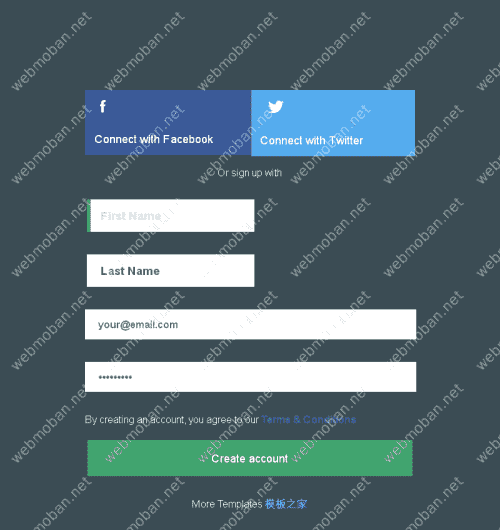 Connect with Facebook
Connect with Twitter
Or sign up with
First Name
Last Name
your@email.com
•••••••••
By creating an account, you agree to our Terms & Conditions
Create account
More Templates 模板之家
webmoban.net